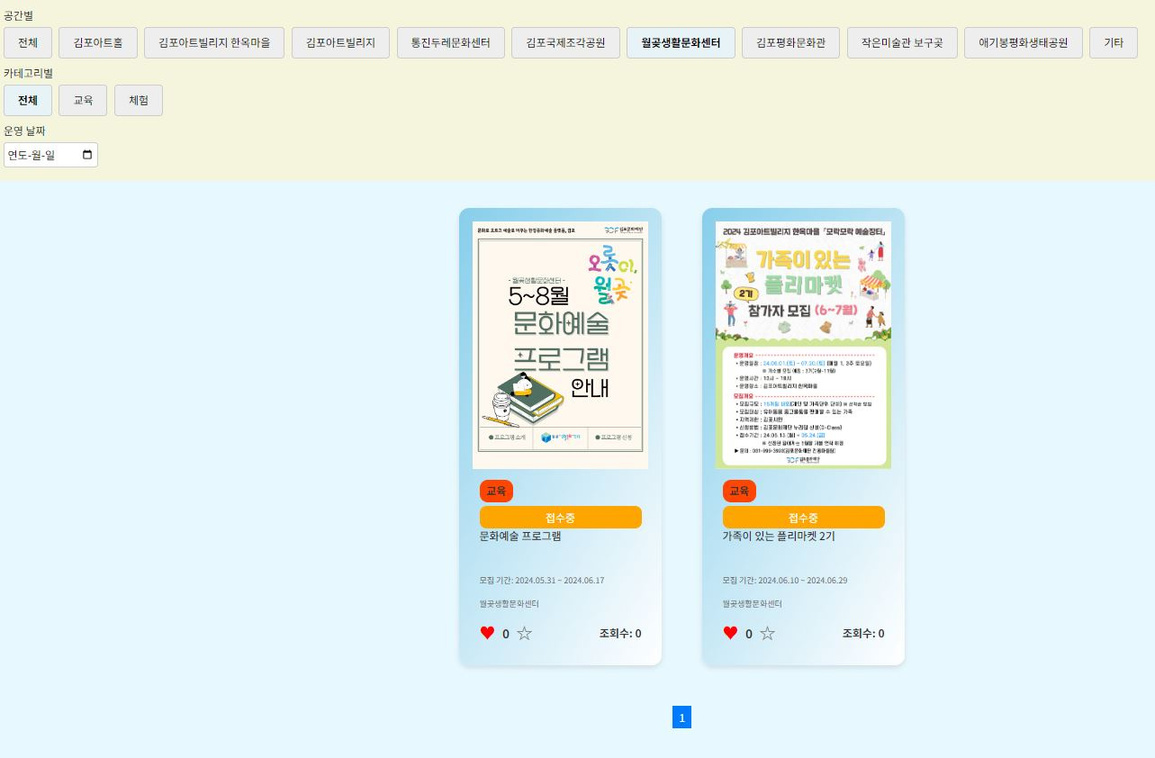 공간별
전체 김포아트홀 김포아트빌리지 한옥마을 김포아트빌리지 통진두레문화센터 김포국제조각공원 월곶생활문화센터 김포평화문화관 작은미술관 보구곶 애기봉평화생태공원 기타
카테고리별
전체 교육 체험
운영 날짜
연도-월-일
오롯이,
월곶
- 월곶생활문화센터 -
5~8월
문화예술
프로그램
안내
프로그램 소개
프로그램 신청
교육
접수중
문화예술 프로그램
모집 기간: 2024.05.31 ~ 2024.06.17
월곶생활문화센터
♥ 0 ☆ 조회수: 0
2024 김포아트빌리지 한옥마을 「모락모락 예술장터」
가족이 있는
플리마켓
2기
참가자 모집 (6~7월)
운영개요
모집개요
교육
접수중
가족이 있는 플리마켓 2기
모집 기간: 2024.06.10 ~ 2024.06.29
월곶생활문화센터
♥ 0 ☆ 조회수: 0
1